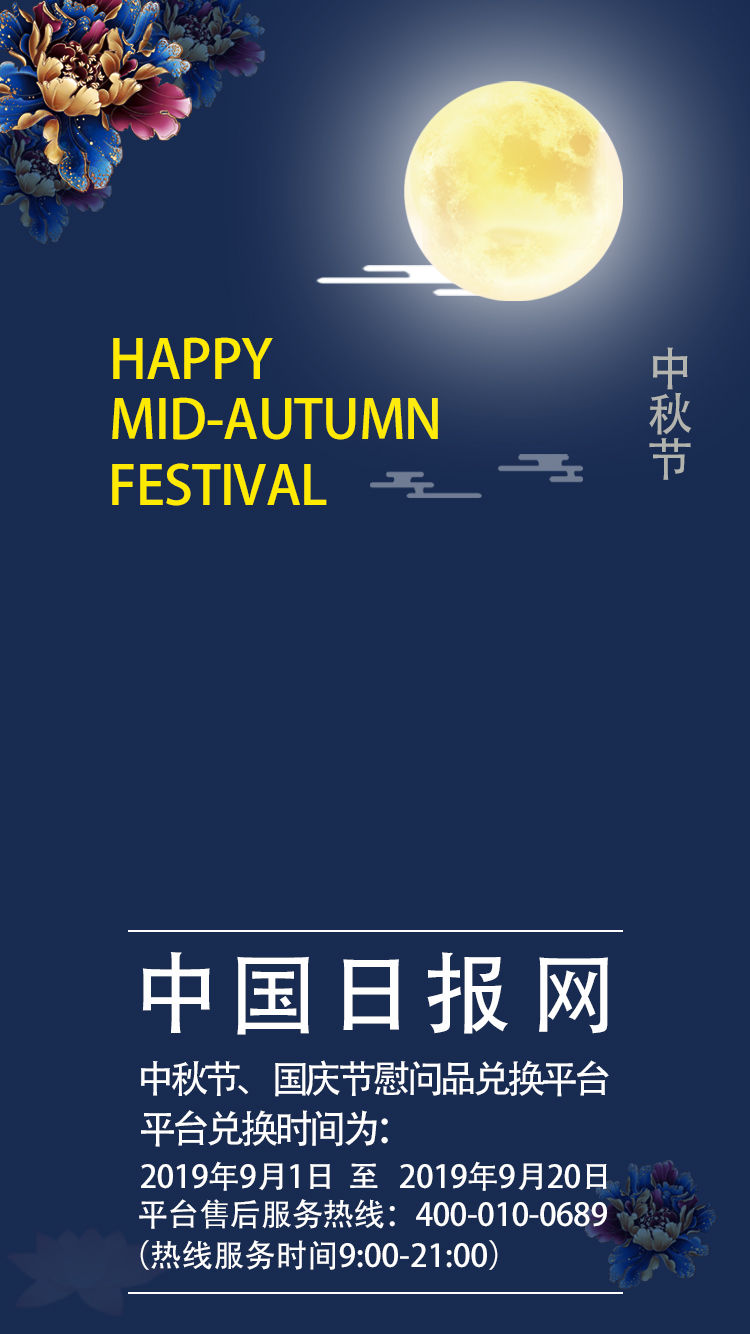 HAPPY
MID-AUTUMN
FESTIVAL
中秋节
中国日报网
中秋节、国庆节慰问品兑换平台
平台兑换时间为：
2019年9月1日 至 2019年9月20日
平台售后服务热线：400-010-0689
（热线服务时间9:00-21:00）